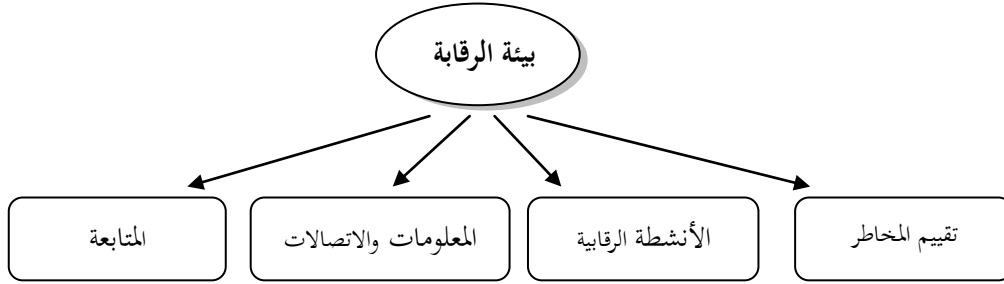 بيئة الرقابة
تقييم المخاطر
الأنشطة الرقابية
المعلومات والاتصالات
المتابعة